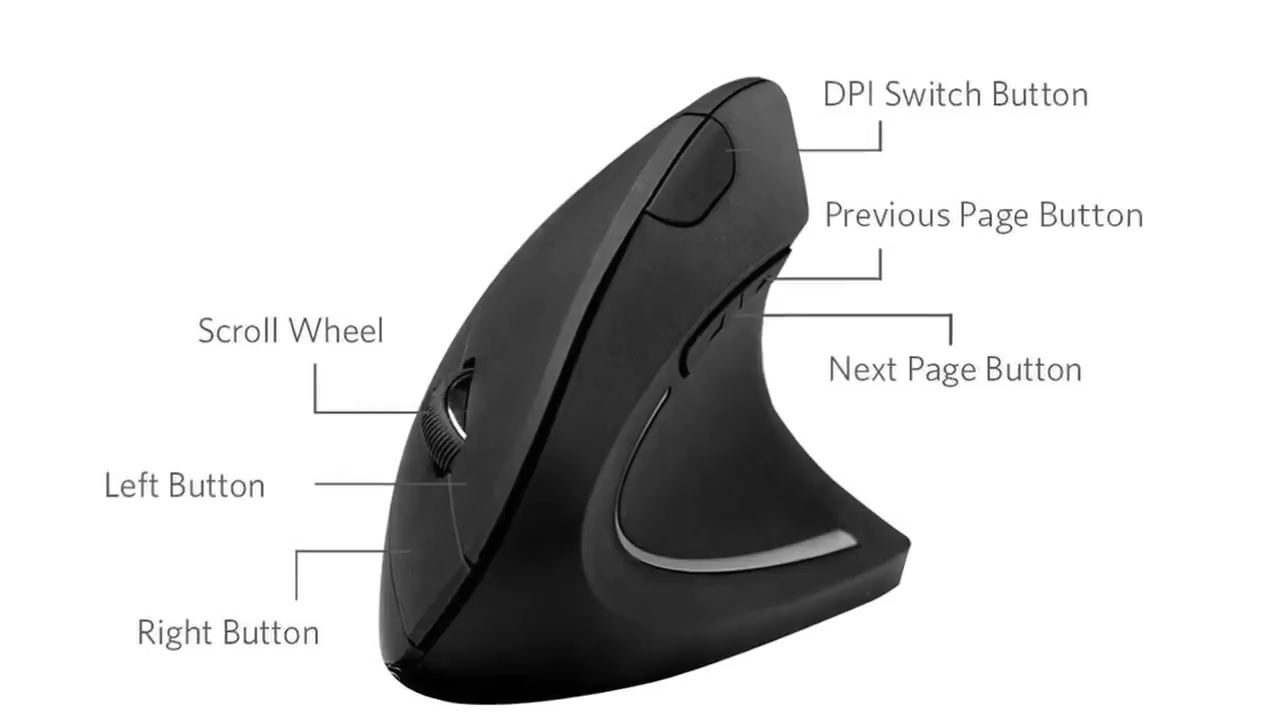 DPI Switch Button
Previous Page Button
Scroll Wheel
Next Page Button
Left Button
Right Button